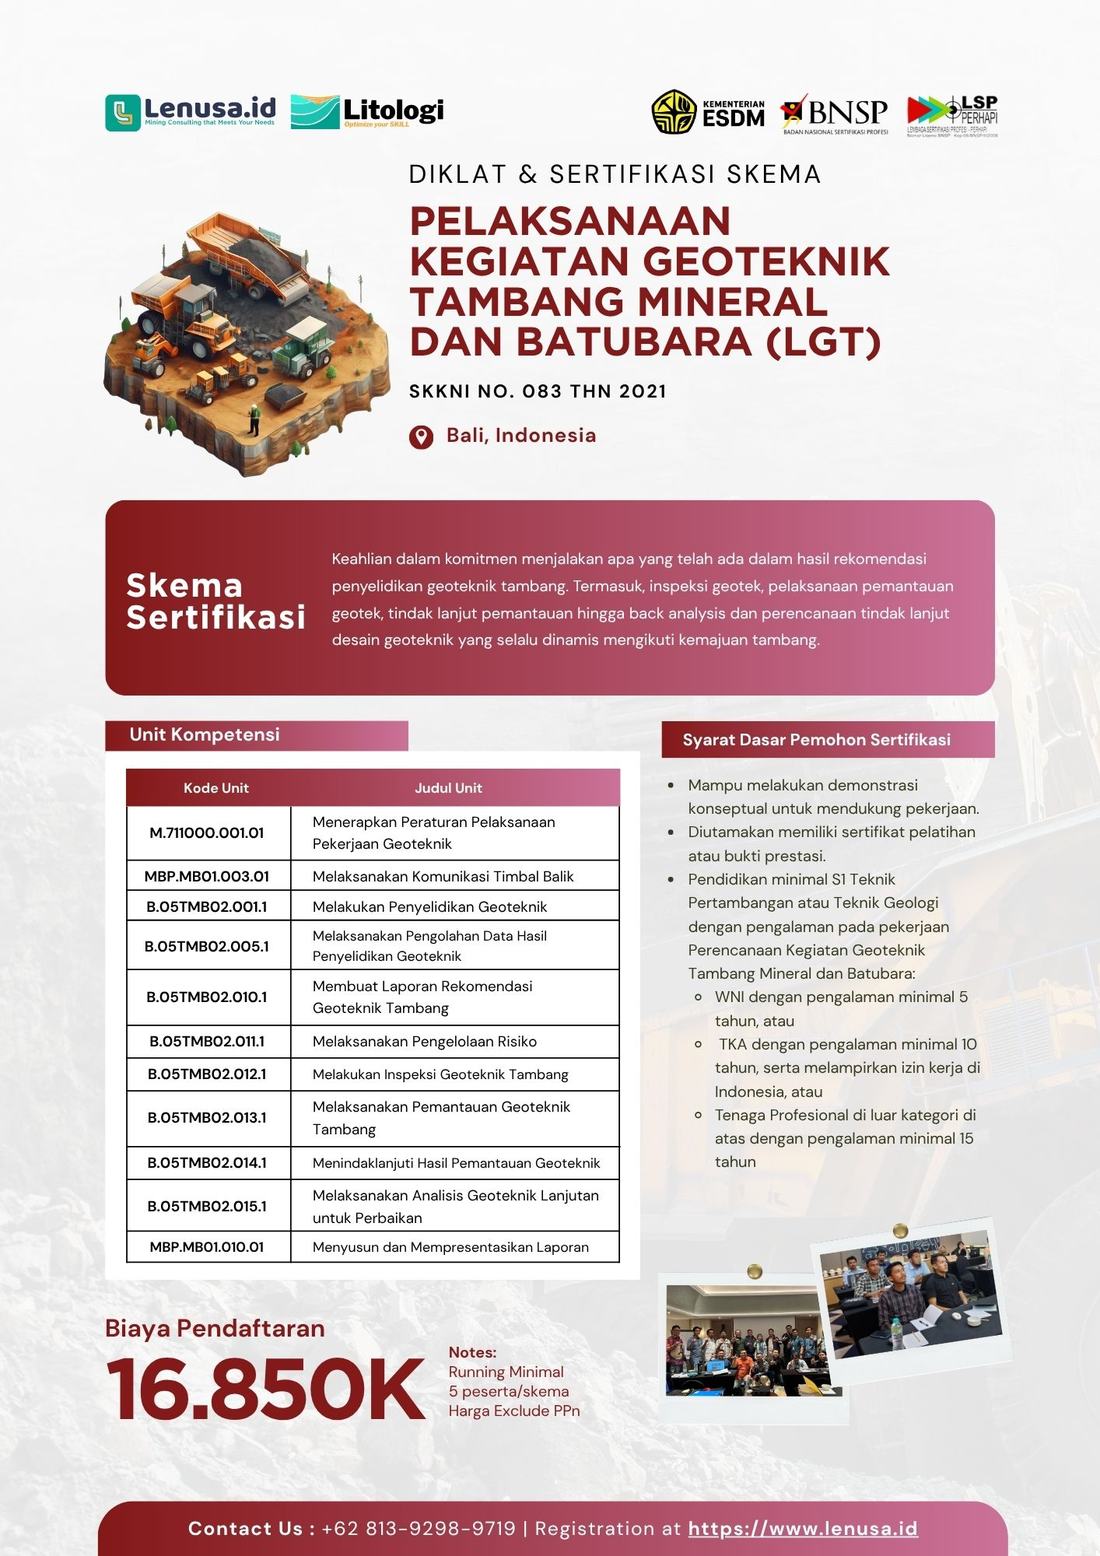 Lenusa.id
Mining Consulting that Meets Your Needs
Litologi
Optimize your SKILL
KEMENTERIAN
ESDM
BNSP
BADAN NASIONAL SERTIFIKASI PROFESI
LSP
PERHAPI
LEMBAGA SERTIFIKASI PROFESI - PERHAPI
DIKLAT & SERTIFIKASI SKEMA
PELAKSANAAN
KEGIATAN GEOTEKNIK
TAMBANG MINERAL
DAN BATUBARA (LGT)
SKKNI NO. 083 THN 2021
Bali, Indonesia
Skema
Sertifikasi
Keahlian dalam komitmen menjalakan apa yang telah ada dalam hasil rekomendasi
penyelidikan geoteknik tambang. Termasuk, inspeksi geotek, pelaksanaan pemantauan
geotek, tindak lanjut pemantauan hingga back analysis dan perencanaan tindak lanjut
desain geoteknik yang selalu dinamis mengikuti kemajuan tambang.
Unit Kompetensi
Kode Unit Judul Unit
M.711000.001.01 Menerapkan Peraturan Pelaksanaan
Pekerjaan Geoteknik
MBP.MB01.003.01 Melaksanakan Komunikasi Timbal Balik
B.05TMB02.001.1 Melakukan Penyelidikan Geoteknik
B.05TMB02.005.1 Melaksanakan Pengolahan Data Hasil
Penyelidikan Geoteknik
B.05TMB02.010.1 Membuat Laporan Rekomendasi
Geoteknik Tambang
B.05TMB02.011.1 Melaksanakan Pengelolaan Risiko
B.05TMB02.012.1 Melakukan Inspeksi Geoteknik Tambang
B.05TMB02.013.1 Melaksanakan Pemantauan Geoteknik
Tambang
B.05TMB02.014.1 Menindaklanjuti Hasil Pemantauan Geoteknik
B.05TMB02.015.1 Melaksanakan Analisis Geoteknik Lanjutan
untuk Perbaikan
MBP.MB01.010.01 Menyusun dan Mempresentasikan Laporan
Syarat Dasar Pemohon Sertifikasi
Mampu melakukan demonstrasi
konseptual untuk mendukung pekerjaan.
Diutamakan memiliki sertifikat pelatihan
atau bukti prestasi.
Pendidikan minimal S1 Teknik
Pertambangan atau Teknik Geologi
dengan pengalaman pada pekerjaan
Perencanaan Kegiatan Geoteknik
Tambang Mineral dan Batubara:
WNI dengan pengalaman minimal 5
tahun, atau
TKA dengan pengalaman minimal 10
tahun, serta melampirkan izin kerja di
Indonesia, atau
Tenaga Profesional di luar kategori di
atas dengan pengalaman minimal 15
tahun
Biaya Pendaftaran
16.850K
Notes:
Running Minimal
5 peserta/skema
Harga Exclude PPn
Contact Us : +62 813-9298-9719 | Registration at https://www.lenusa.id